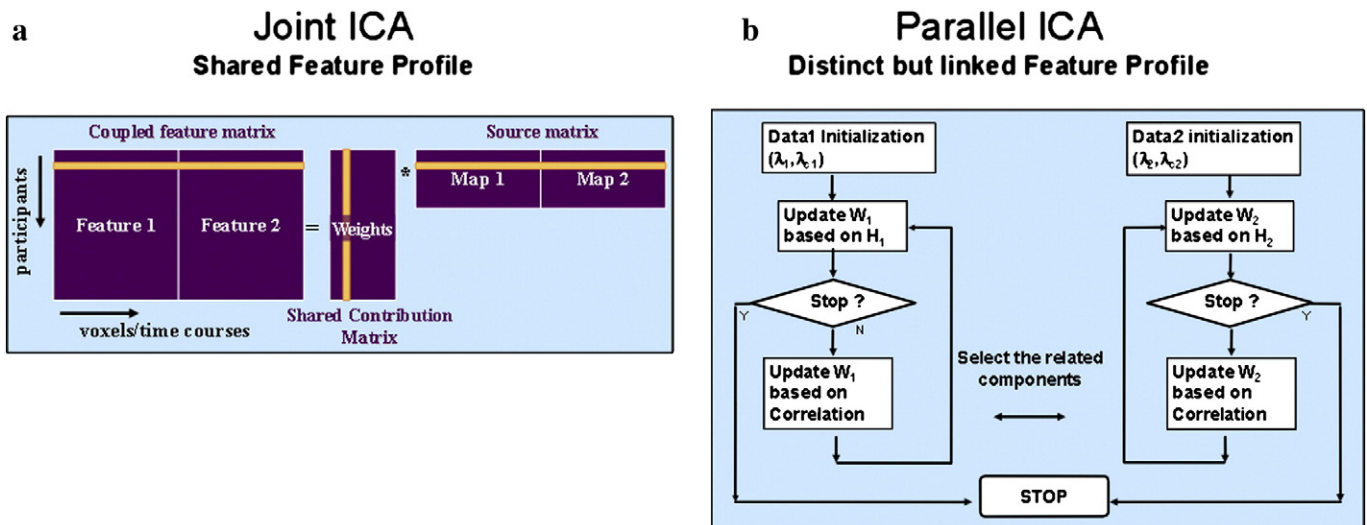 a
Joint ICA
Shared Feature Profile
Coupled feature matrix
Source matrix
participants
Feature 1
Feature 2
=
Weights
*
Map 1
Map 2
voxels/time courses
Shared Contribution
Matrix
b
Parallel ICA
Distinct but linked Feature Profile
Data1 Initialization
(λ₁,λc1)
Data2 initialization
(λ₂,λc2)
Update W₁
based on H₁
Update W₂
based on H₂
Stop ?
Y
N
Stop ?
Y
Update W₁
based on
Correlation
Select the related
components
Update W₂
based on
Correlation
STOP